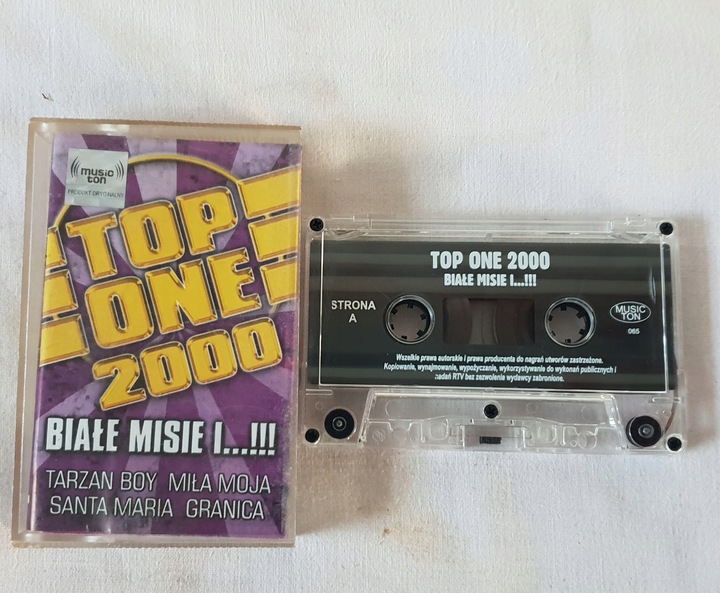 music
ton
PRODUKT ORYGINALNY
TOP
ONE
2000
BIAŁE MISIE I...!!!
TARZAN BOY MIŁA MOJA
SANTA MARIA GRANICA
TOP ONE 2000
BIAŁE MISIE I...!!!
STRONA
A
MUSIC
TON
065
Wszelkie prawa autorskie i prawa producenta do nagrań utworów zastrzeżone.
Kopiowanie, wynajmowanie, wypożyczanie, wykorzystywanie do wykonań publicznych i
nadań RTV bez zezwolenia wydawcy zabronione.